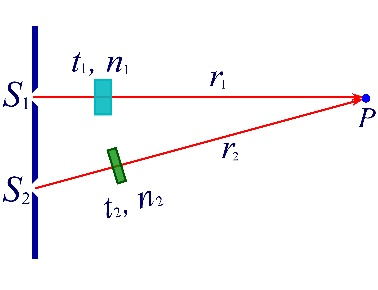 t₁, n₁
r₁
S₁
P
r₂
S₂
t₂, n₂